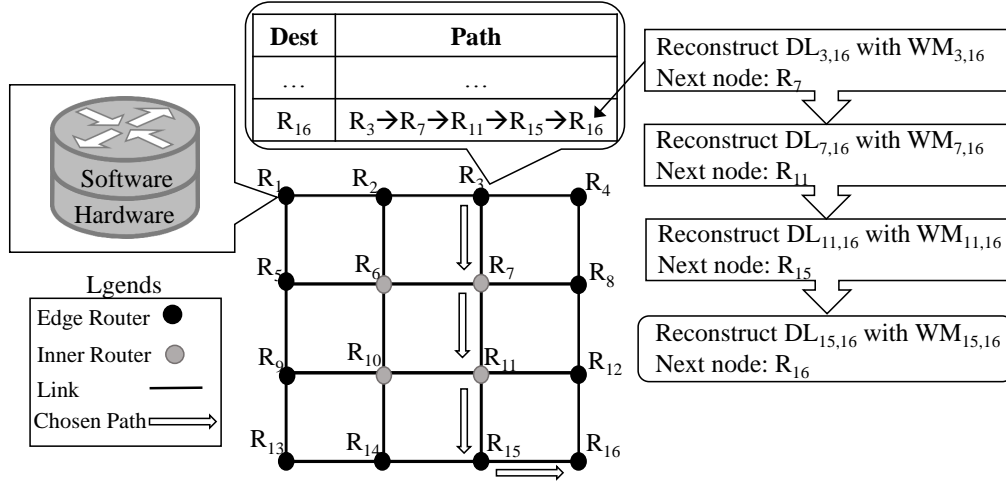 Dest Path
… …
R16 R3→R7→R11→R15→R16
Reconstruct DL3,16 with WM3,16
Next node: R7
Reconstruct DL7,16 with WM7,16
Next node: R11
Reconstruct DL11,16 with WM11,16
Next node: R15
Reconstruct DL15,16 with WM15,16
Next node: R16
Software
Hardware
R1 R2 R3 R4
R5 R6 R7 R8
R9 R10 R11 R12
R13 R14 R15 R16
Lgends
Edge Router
Inner Router
Link
Chosen Path